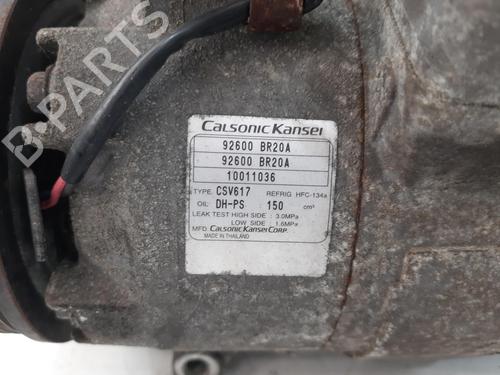 B-PARTS
Calsonic Kansei
92600 BR20A
92600 BR20A
10011036
TYPE. CSV617 REFRIG HFC-134a
OIL: DH-PS 150 cm³
LEAK TEST HIGH SIDE : 3.0MPa
LOW SIDE : 1.6MPa
MFD. CALSONIC KANSEI CORP.
MADE IN THAILAND